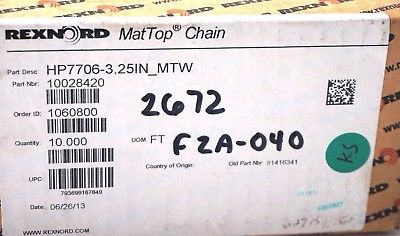 REXNORD MatTop® Chain
Part Desc: HP7706-3.25IN_MTW
Part Nbr: 10028420
Order ID: 1060800
2672
Quantity: 10.000 UOM: FT F2A-040
Country of Origin: Old Part Nbr: 81416341
KS
UPC:
793699167849
Date: 06/26/13
WWW.REXNORD.COM